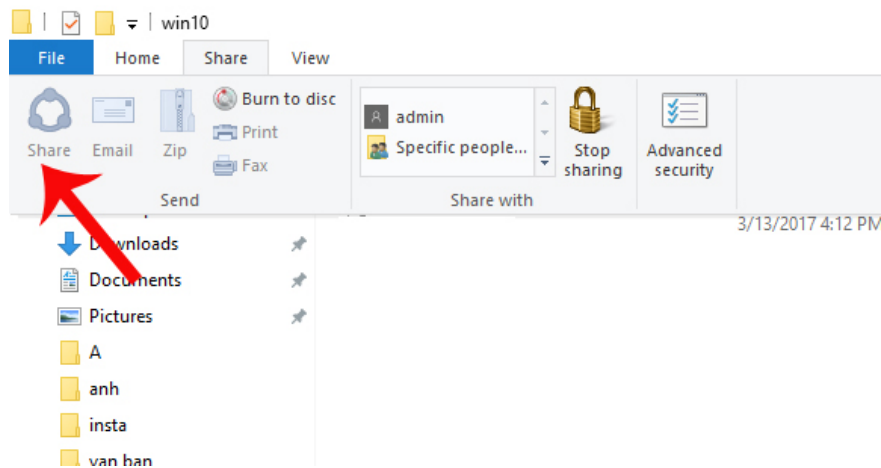 win10
File Home Share View
Share Email Zip Burn to disc Print Fax
Send
admin
Specific people...
Share with
Stop sharing
Advanced security
3/13/2017 4:12 PM
Downloads
Documents
Pictures
A
anh
insta
van ban